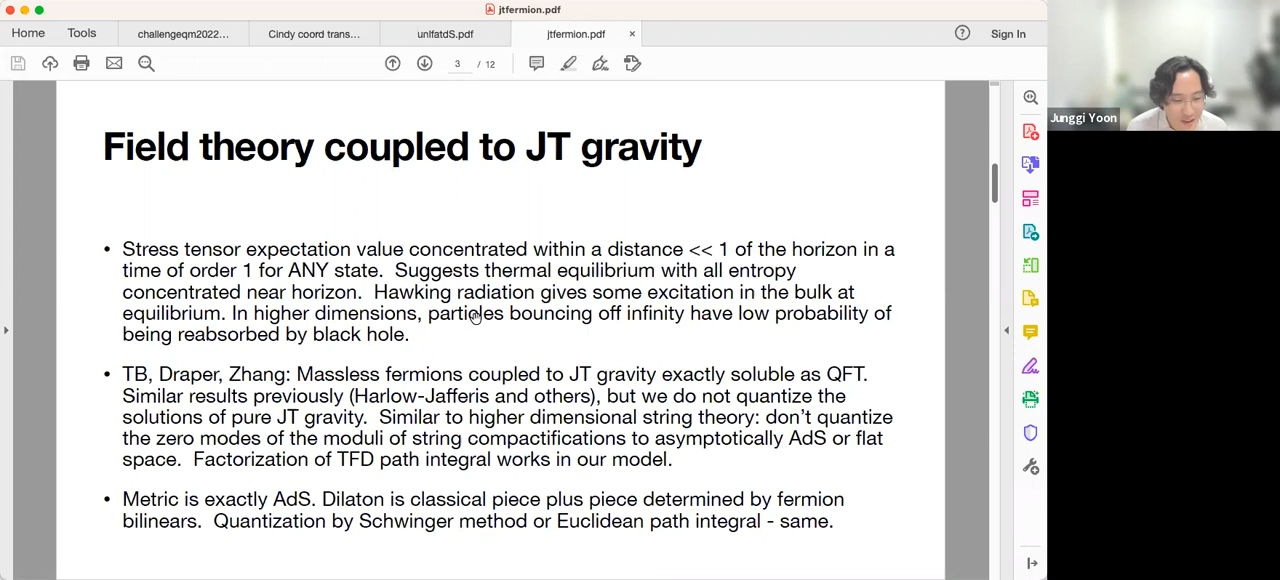 jtfermion.pdf
Home Tools challengeqm2022... Cindy coord trans... unlfatdS.pdf jtfermion.pdf × Sign In
3 / 12
Field theory coupled to JT gravity
• Stress tensor expectation value concentrated within a distance << 1 of the horizon in a
time of order 1 for ANY state. Suggests thermal equilibrium with all entropy
concentrated near horizon. Hawking radiation gives some excitation in the bulk at
equilibrium. In higher dimensions, particles bouncing off infinity have low probability of
being reabsorbed by black hole.
• TB, Draper, Zhang: Massless fermions coupled to JT gravity exactly soluble as QFT.
Similar results previously (Harlow-Jafferis and others), but we do not quantize the
solutions of pure JT gravity. Similar to higher dimensional string theory: don’t quantize
the zero modes of the moduli of string compactifications to asymptotically AdS or flat
space. Factorization of TFD path integral works in our model.
• Metric is exactly AdS. Dilaton is classical piece plus piece determined by fermion
bilinears. Quantization by Schwinger method or Euclidean path integral - same.
Junggi Yoon